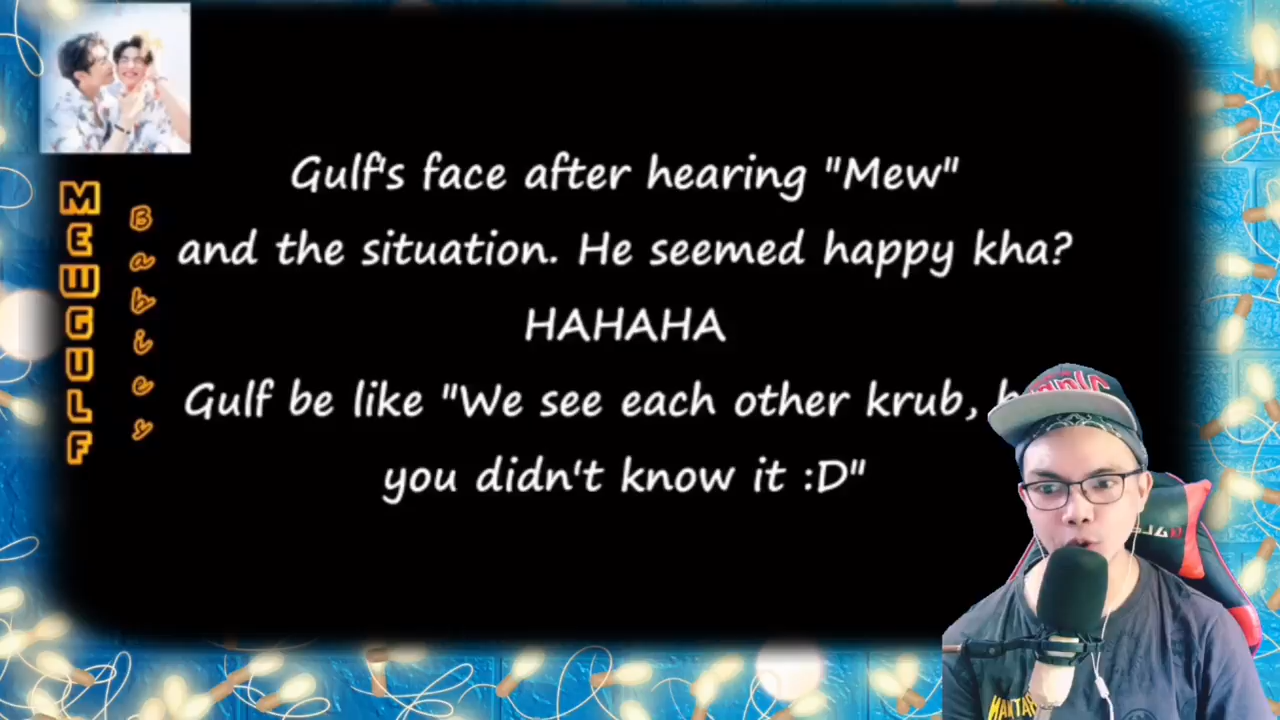 MEWGULF
Babies
Gulf's face after hearing "Mew"
and the situation. He seemed happy kha?
HAHAHA
Gulf be like "We see each other krub,
you didn't know it :D"